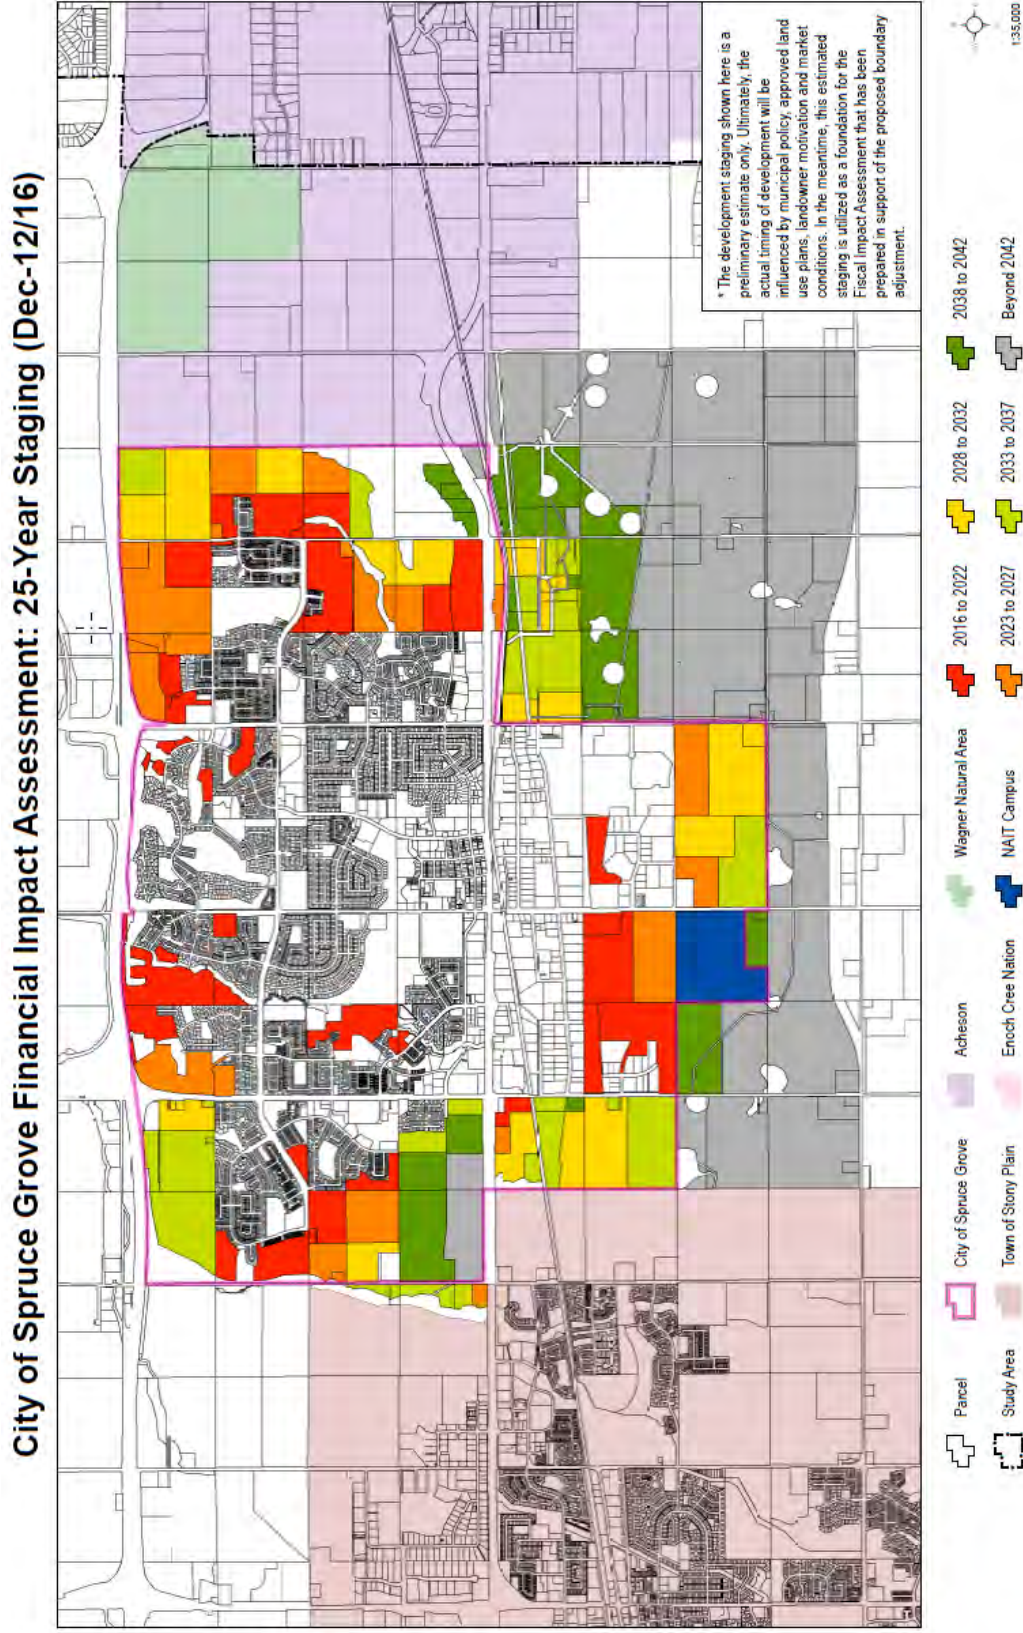 City of Spruce Grove Financial Impact Assessment: 25-Year Staging (Dec-12/16)
* The development staging shown here is a
preliminary estimate only. Ultimately, the
actual timing of development will be
influenced by municipal policy, approved land
use plans, landowner motivation and market
conditions. In the meantime, this estimated
staging is utilized as a foundation for the
Fiscal Impact Assessment that has been
prepared in support of the proposed boundary
adjustment.
Parcel
City of Spruce Grove
Acheson
Wagner Natural Area
2016 to 2022
2028 to 2032
2038 to 2042
Study Area
Town of Stony Plain
Enoch Cree Nation
NAIT Campus
2023 to 2027
2033 to 2037
Beyond 2042
1:35,000